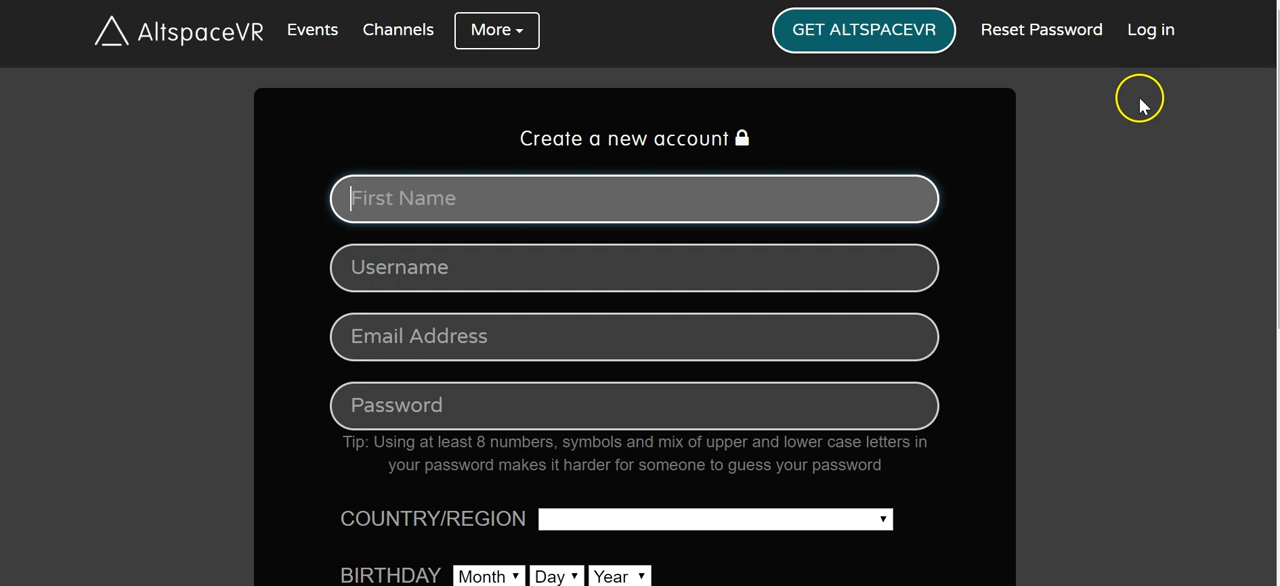 AltspaceVR Events Channels More GET ALTSPACEVR Reset Password Log in
Create a new account
First Name
Username
Email Address
Password
Tip: Using at least 8 numbers, symbols and mix of upper and lower case letters in
your password makes it harder for someone to guess your password
COUNTRY/REGION
BIRTHDAY Month Day Year